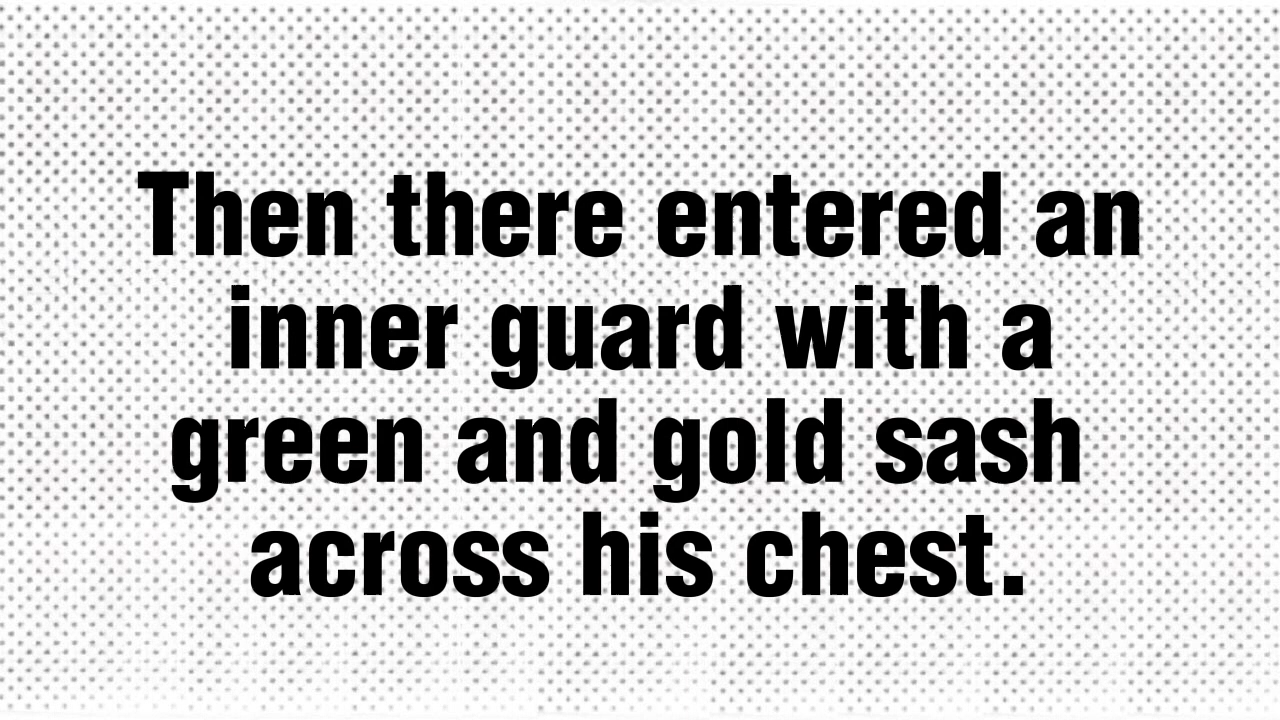 Then there entered an
inner guard with a
green and gold sash
across his chest.